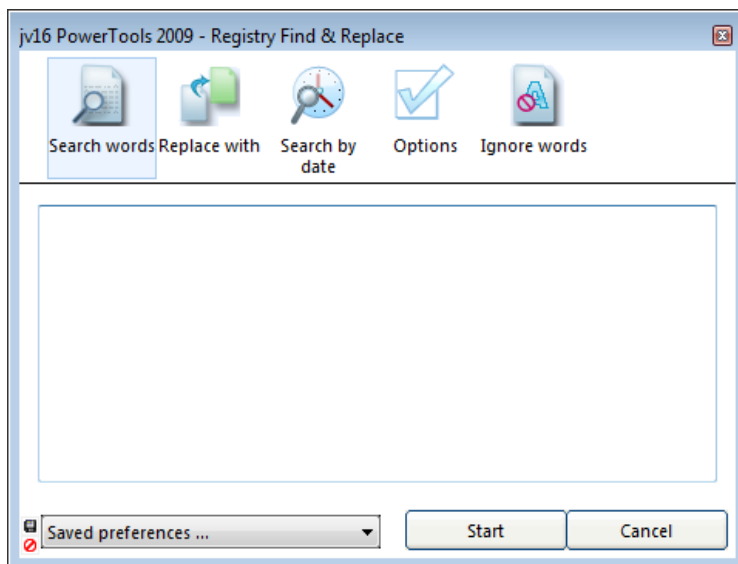 jv16 PowerTools 2009 - Registry Find & Replace
Search words Replace with Search by date Options Ignore words
Saved preferences ... Start Cancel